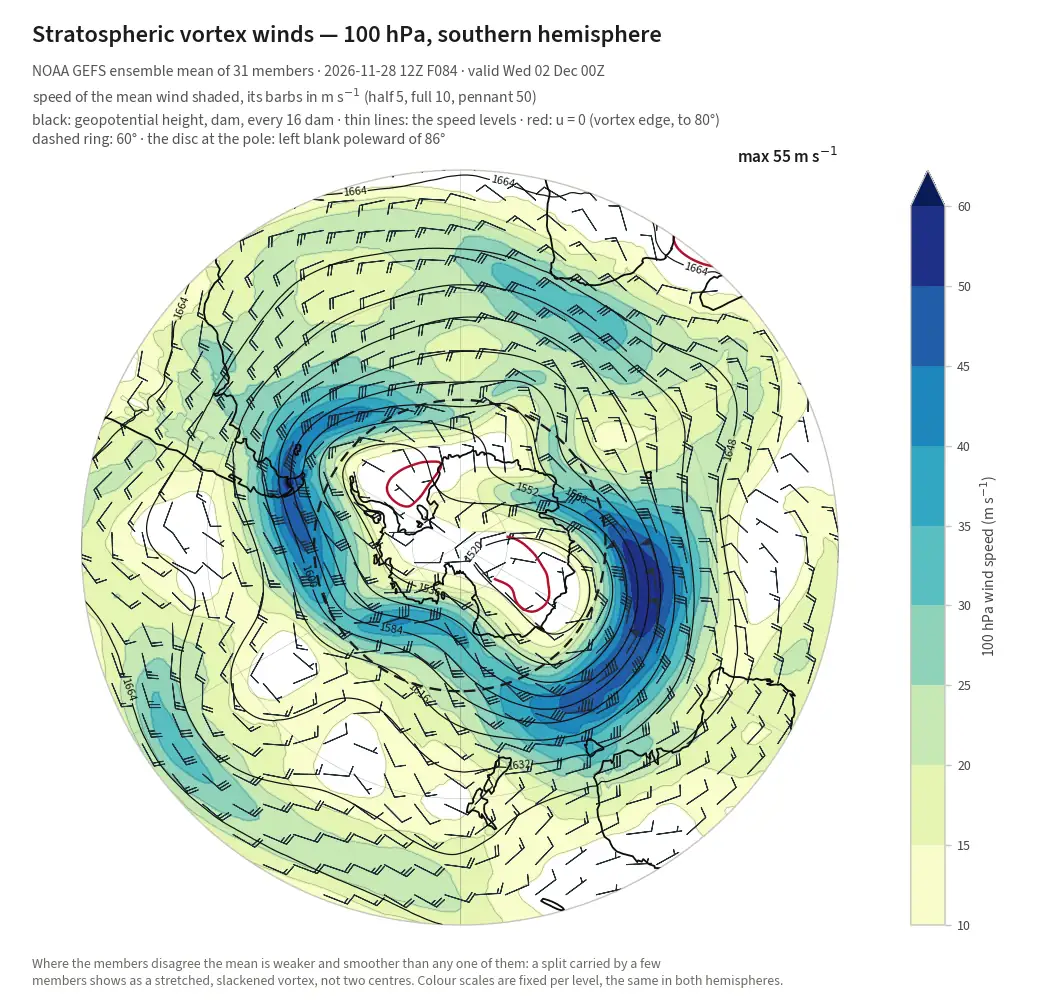 Stratospheric vortex winds — 100 hPa, southern hemisphere
NOAA GEFS ensemble mean of 31 members · 2026-11-28 12Z F084 · valid Wed 02 Dec 00Z
speed of the mean wind shaded, its barbs in m s⁻¹ (half 5, full 10, pennant 50)
black: geopotential height, dam, every 16 dam · thin lines: the speed levels · red: u = 0 (vortex edge, to 80°)
dashed ring: 60° · the disc at the pole: left blank poleward of 86°
max 55 m s⁻¹
1664
1664
1664
1664
1648
1552
1568
1520
1536
1584
1616
1664
1632
60
50
45
40
35
30
25
20
15
10
100 hPa wind speed (m s⁻¹)
Where the members disagree the mean is weaker and smoother than any one of them: a split carried by a few
members shows as a stretched, slackened vortex, not two centres. Colour scales are fixed per level, the same in both hemispheres.